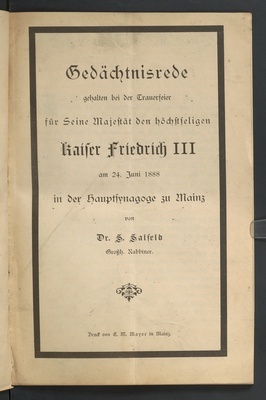 Gedächtnisrede
gehalten bei der Trauerfeier
für Seine Majestät den höchstseligen
Kaiser Friedrich III
am 24. Juni 1888
in der Hauptsynagoge zu Mainz
von
Dr. S. Salfeld
Großh. Rabbiner.
Druck von E. M. Mayer in Mainz.